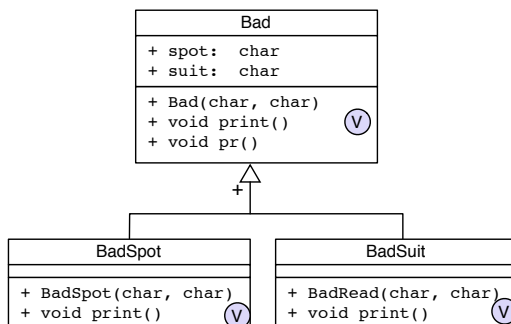 Bad
+ spot: char
+ suit: char
+ Bad(char, char)
+ void print()
V
+ void pr()
+
BadSpot
+ BadSpot(char, char)
+ void print()
V
BadSuit
+ BadRead(char, char)
+ void print()
V